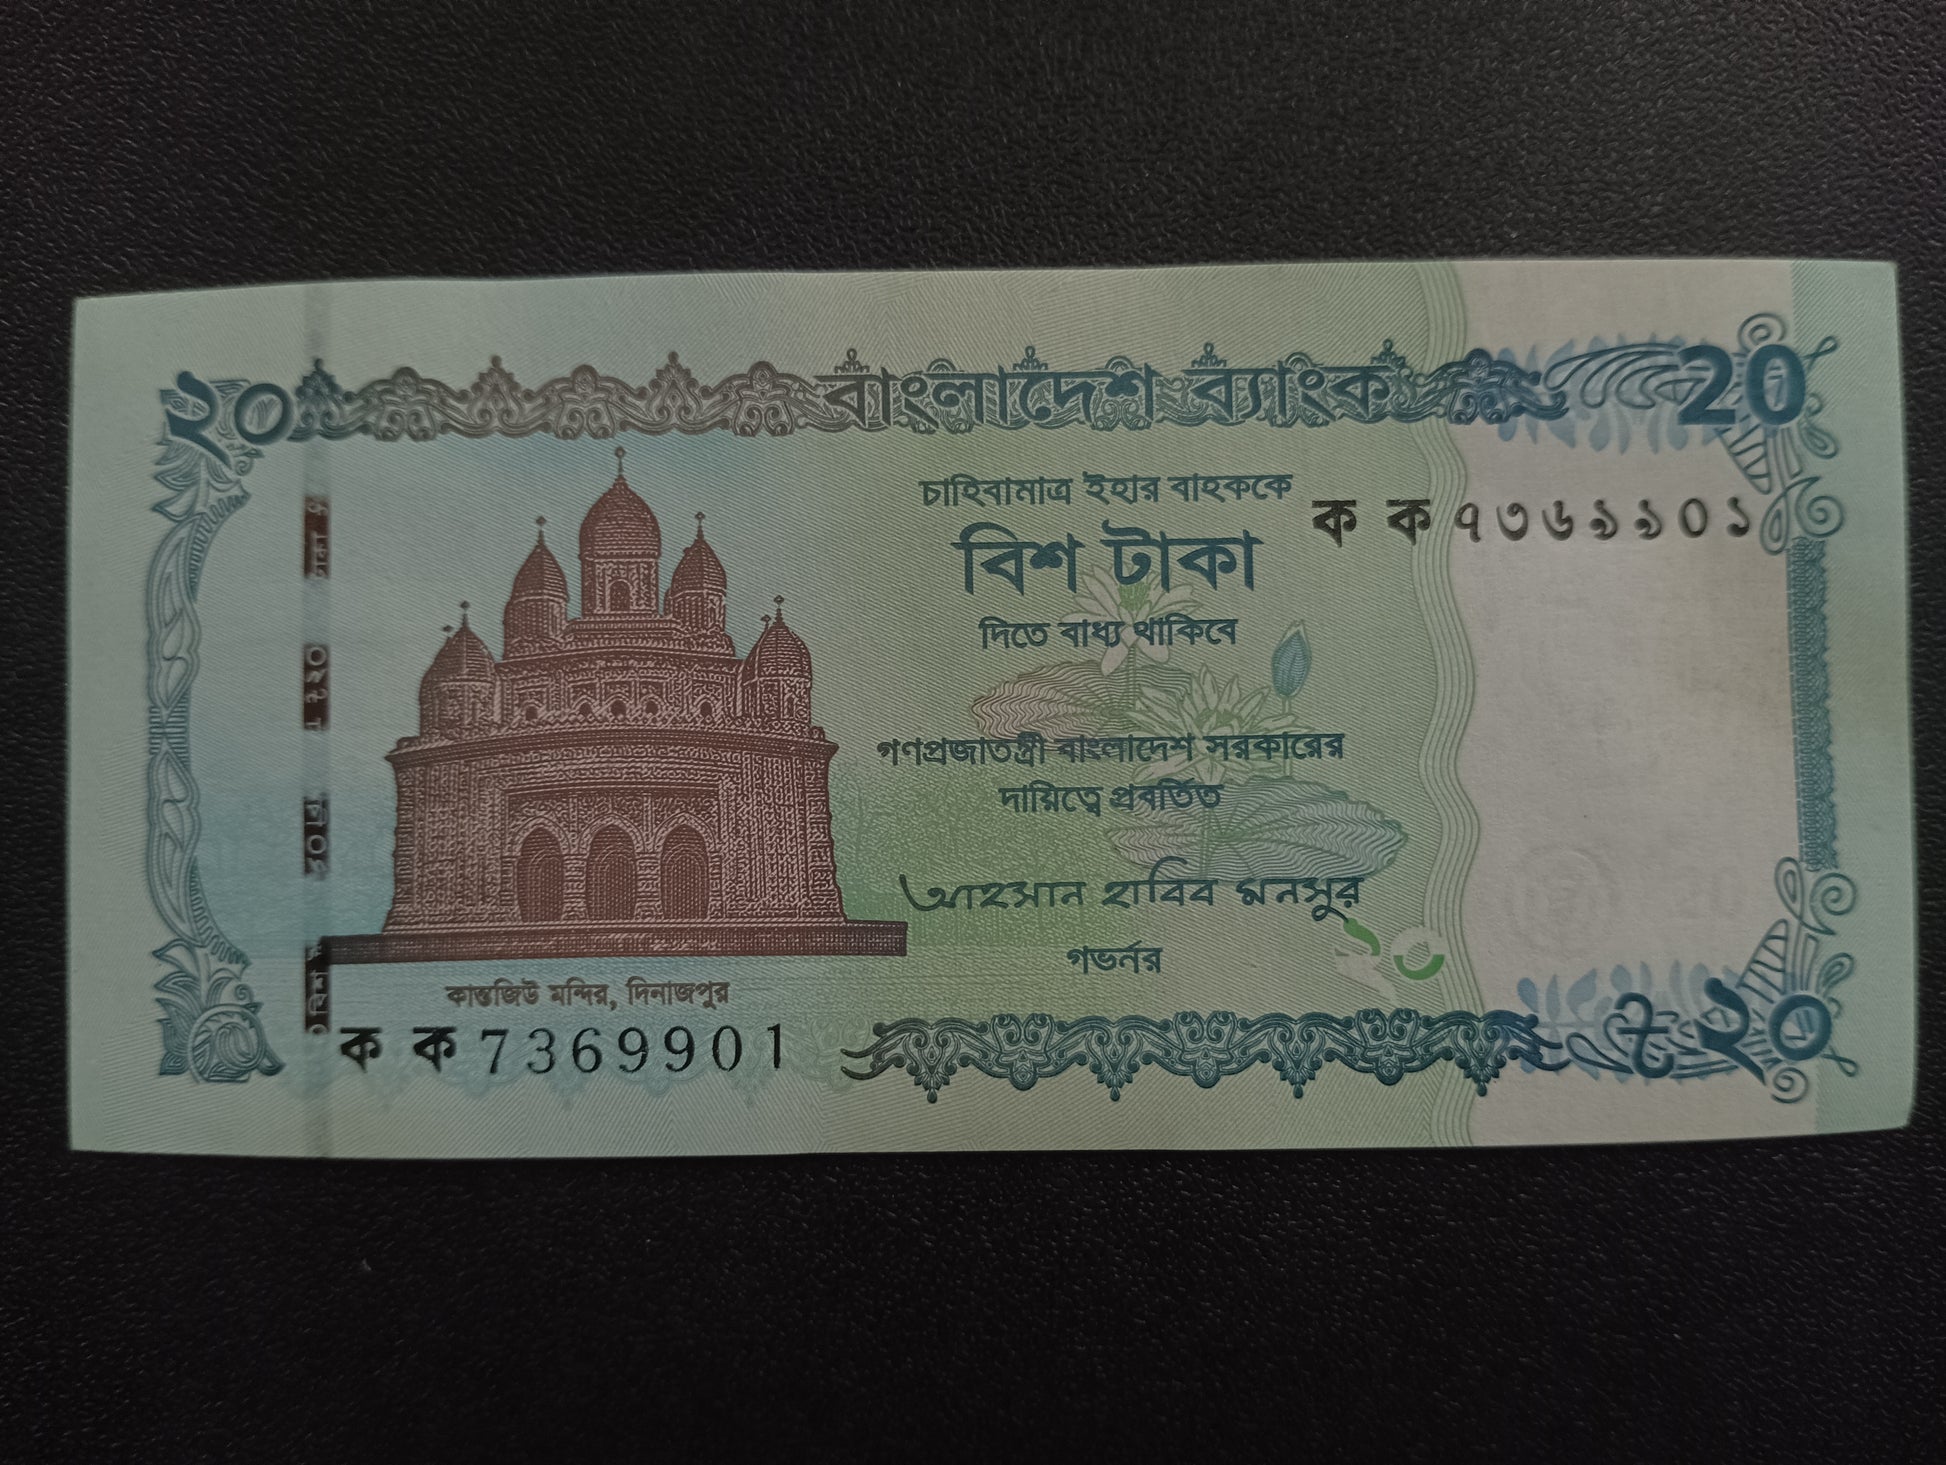 ২০
বাংলাদেশ ব্যাংক
20
চাহিবামাত্র ইহার বাহককে
বিশ টাকা
দিতে বাধ্য থাকিবে
ক ক ৭৩৬৯৯০১
গণপ্রজাতন্ত্রী বাংলাদেশ সরকারের
দায়িত্বে প্রবর্তিত
আহসান হাবিব মনসুর
গভর্নর
২০
কান্তজিউ মন্দির, দিনাজপুর
ক ক 7369901
৳২০